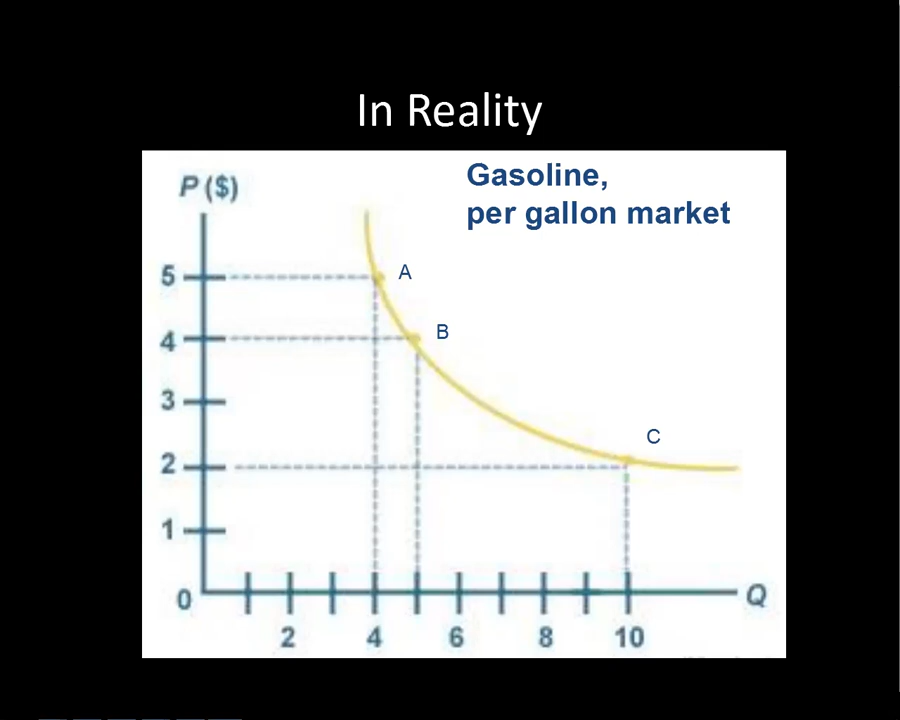 In Reality
P ($)
Gasoline,
per gallon market
5
A
4
B
3
C
2
1
0
Q
2
4
6
8
10